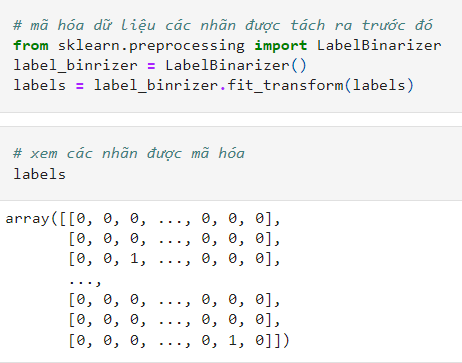 # mã hóa dữ liệu các nhãn được tách ra trước đó
from sklearn.preprocessing import LabelBinarizer
label_binrizer = LabelBinarizer()
labels = label_binrizer.fit_transform(labels)
# xem các nhãn được mã hóa
labels
array([[0, 0, 0, ..., 0, 0, 0],
       [0, 0, 0, ..., 0, 0, 0],
       [0, 0, 1, ..., 0, 0, 0],
       ...,
       [0, 0, 0, ..., 0, 0, 0],
       [0, 0, 0, ..., 0, 0, 0],
       [0, 0, 0, ..., 0, 1, 0]])